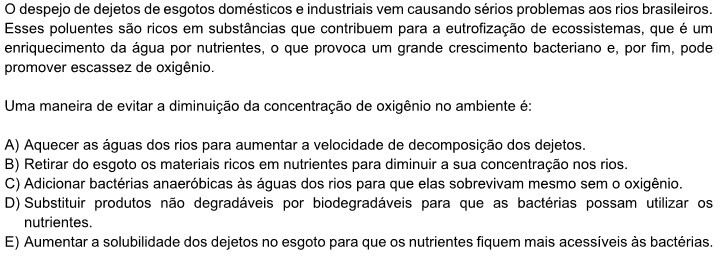 O despejo de dejetos de esgotos domésticos e industriais vem causando sérios problemas aos rios brasileiros.
Esses poluentes são ricos em substâncias que contribuem para a eutrofização de ecossistemas, que é um
enriquecimento da água por nutrientes, o que provoca um grande crescimento bacteriano e, por fim, pode
promover escassez de oxigênio.
Uma maneira de evitar a diminuição da concentração de oxigênio no ambiente é:
A) Aquecer as águas dos rios para aumentar a velocidade de decomposição dos dejetos.
B) Retirar do esgoto os materiais ricos em nutrientes para diminuir a sua concentração nos rios.
C) Adicionar bactérias anaeróbicas às águas dos rios para que elas sobrevivam mesmo sem o oxigênio.
D) Substituir produtos não degradáveis por biodegradáveis para que as bactérias possam utilizar os
nutrientes.
E) Aumentar a solubilidade dos dejetos no esgoto para que os nutrientes fiquem mais acessíveis às bactérias.